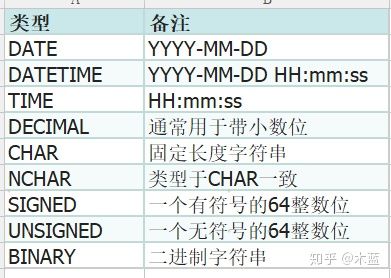 A B
类型 备注
DATE YYYY-MM-DD
DATETIME YYYY-MM-DD HH:mm:ss
TIME HH:mm:ss
DECIMAL 通常用于带小数位
CHAR 固定长度字符串
NCHAR 类型于CHAR一致
SIGNED 一个有符号的64整数位
UNSIGNED 一个无符号的64整数位
BINARY 二进制字符串
知乎 @木蓝